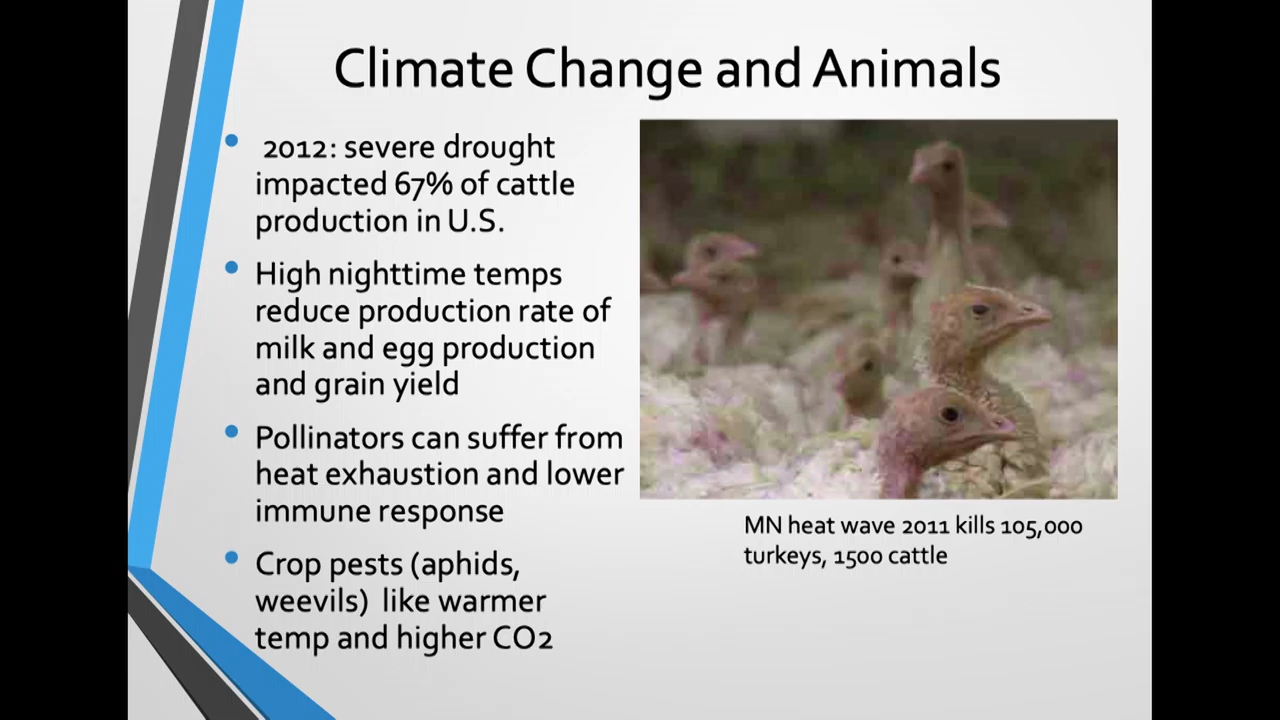 Climate Change and Animals
• 2012: severe drought
impacted 67% of cattle
production in U.S.
• High nighttime temps
reduce production rate of
milk and egg production
and grain yield
• Pollinators can suffer from
heat exhaustion and lower
immune response
• Crop pests (aphids,
weevils)  like warmer
temp and higher CO2
MN heat wave 2011 kills 105,000
turkeys, 1500 cattle